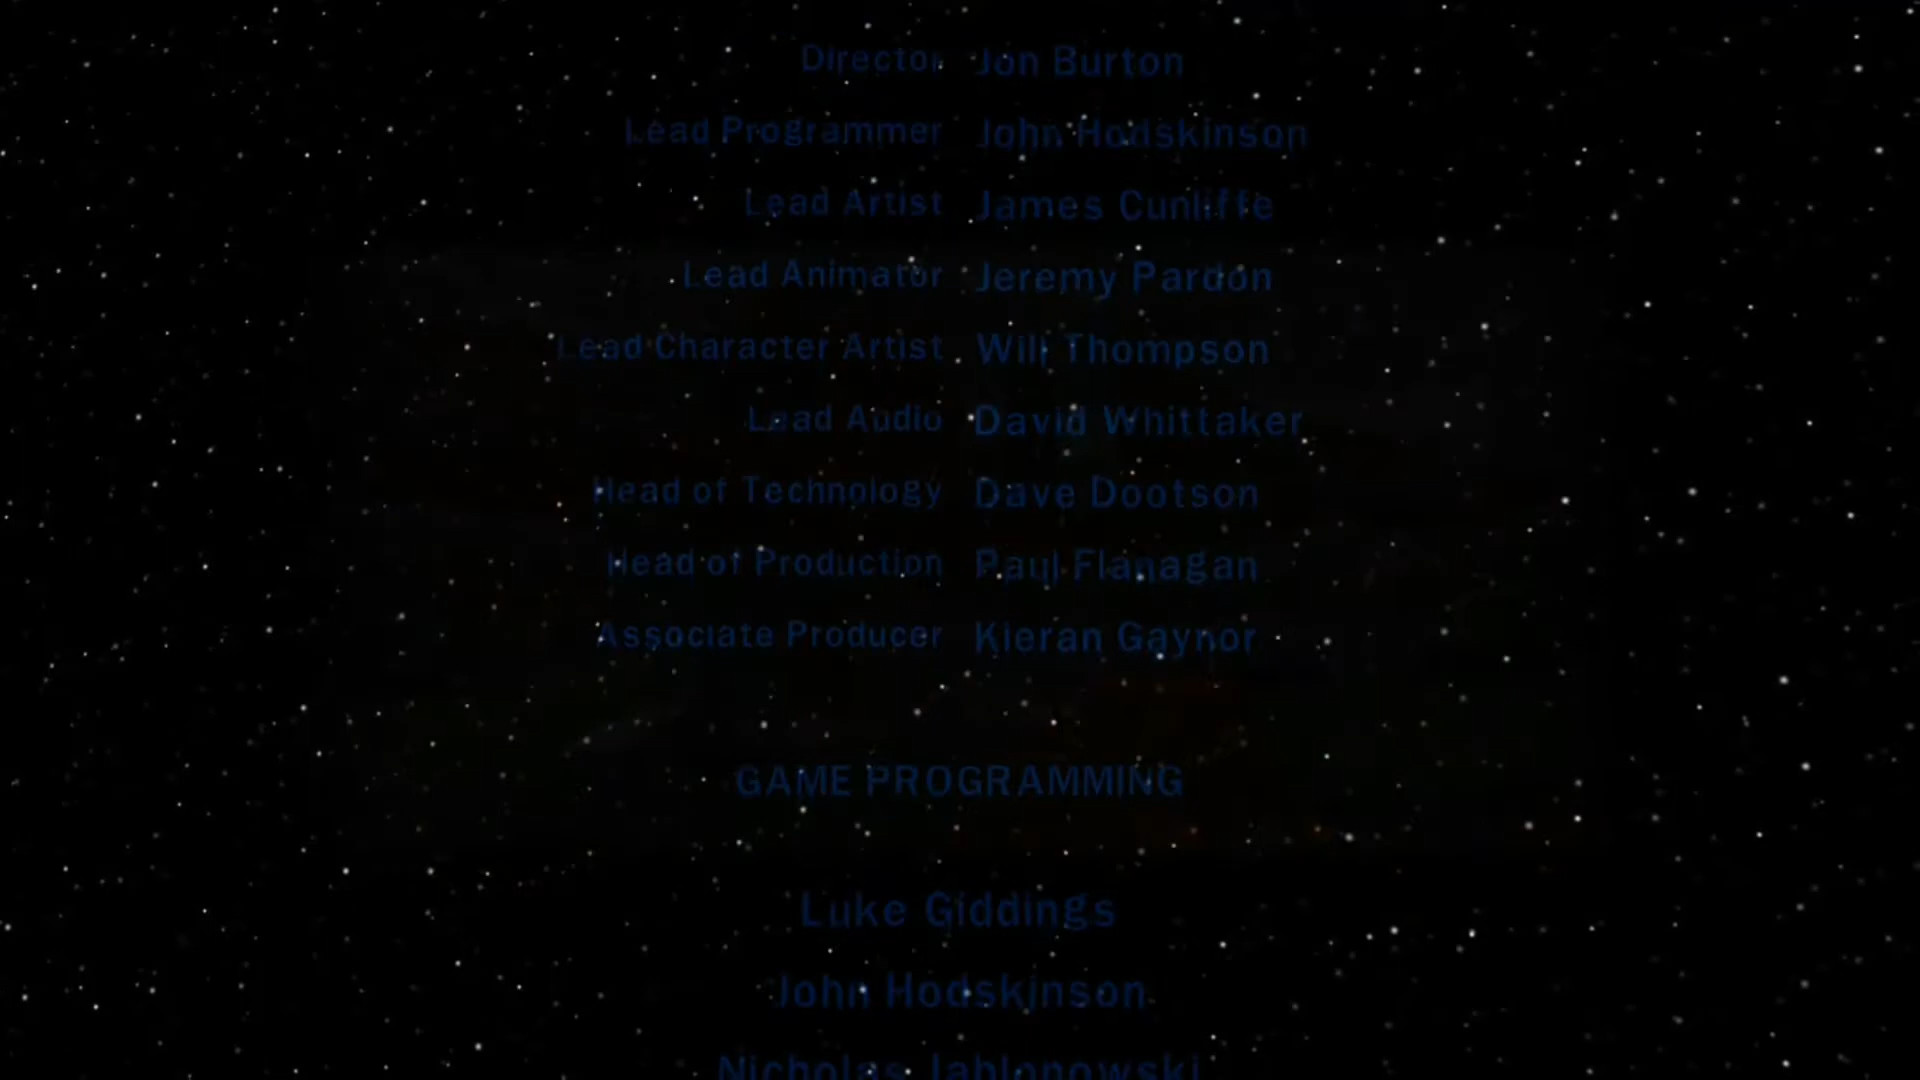 Director Jon Burton
Lead Programmer John Hodskinson
Lead Artist James Cunliffe
Lead Animator Jeremy Pardon
Lead Character Artist Will Thompson
Lead Audio David Whittaker
Head of Technology Dave Dootson
Head of Production Paul Flanagan
Associate Producer Kieran Gaynor
GAME PROGRAMMING
Luke Giddings
John Hodskinson
Nicholas Jablonowski